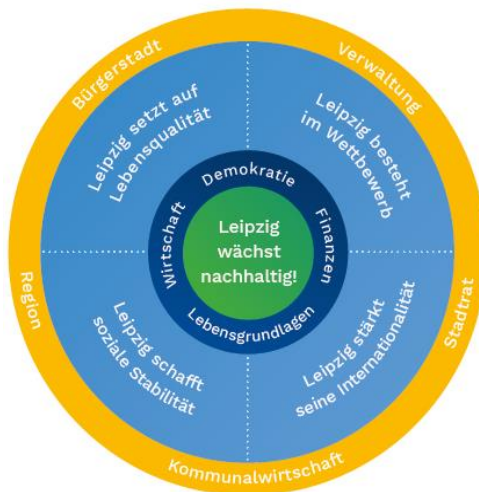 Bürgerstadt
Verwaltung
Leipzig setzt auf
Lebensqualität
Leipzig besteht
im Wettbewerb
Demokratie
Wirtschaft
Finanzen
Leipzig
wächst
nachhaltig!
Lebensgrundlagen
Region
Stadtrat
Leipzig schafft
soziale Stabilität
Leipzig stärkt
seine Internationalität
Kommunalwirtschaft